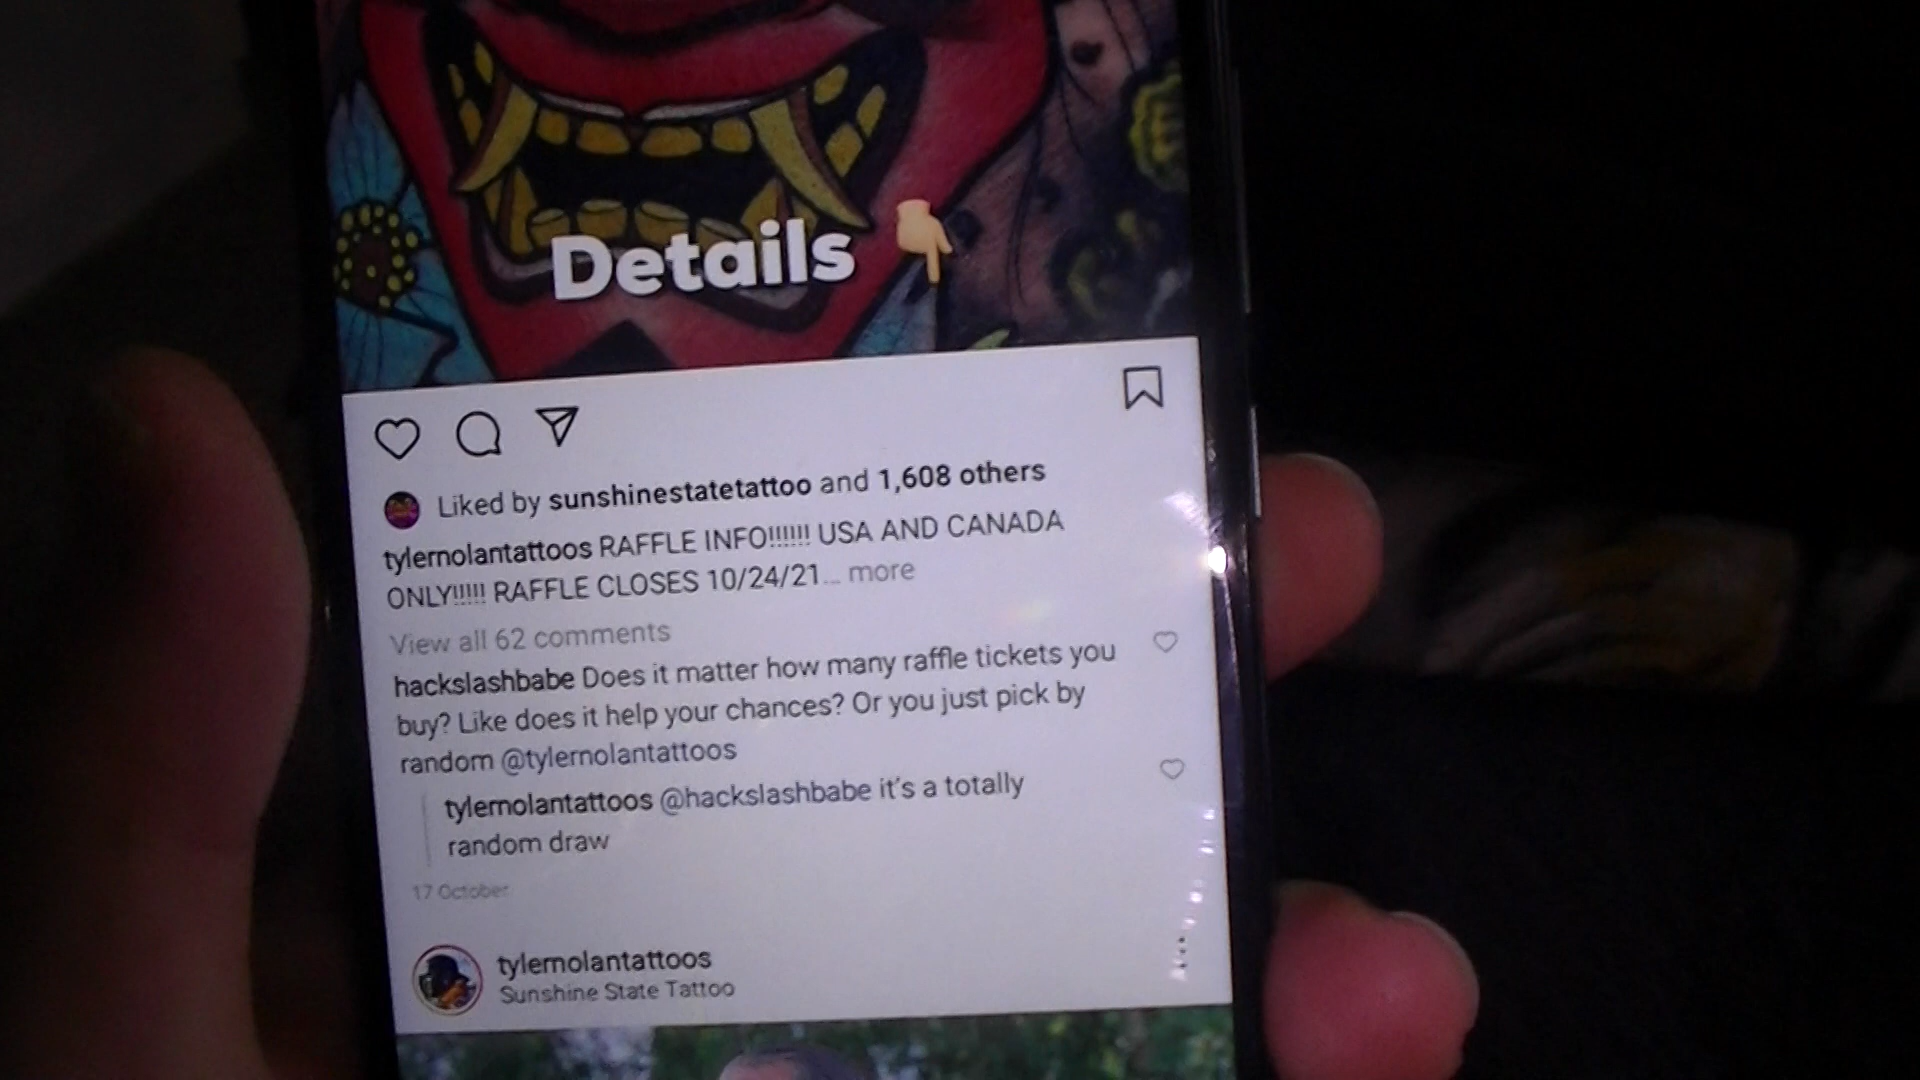 Details
Liked by sunshinestatetattoo and 1,608 others
tylernolantattoos RAFFLE INFO!!!!!! USA AND CANADA
ONLY!!!!! RAFFLE CLOSES 10/24/21... more
View all 62 comments
hackslashbabe Does it matter how many raffle tickets you
buy? Like does it help your chances? Or you just pick by
random @tylernolantattoos
tylernolantattoos @hackslashbabe it's a totally
random draw
17 October
tylernolantattoos
Sunshine State Tattoo